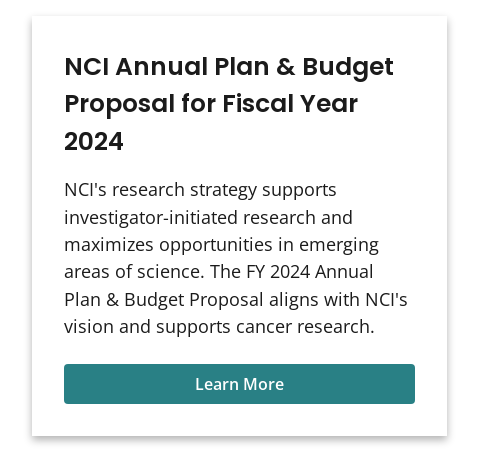 NCI Annual Plan & Budget
Proposal for Fiscal Year
2024
NCI's research strategy supports
investigator-initiated research and
maximizes opportunities in emerging
areas of science. The FY 2024 Annual
Plan & Budget Proposal aligns with NCI's
vision and supports cancer research.
Learn More